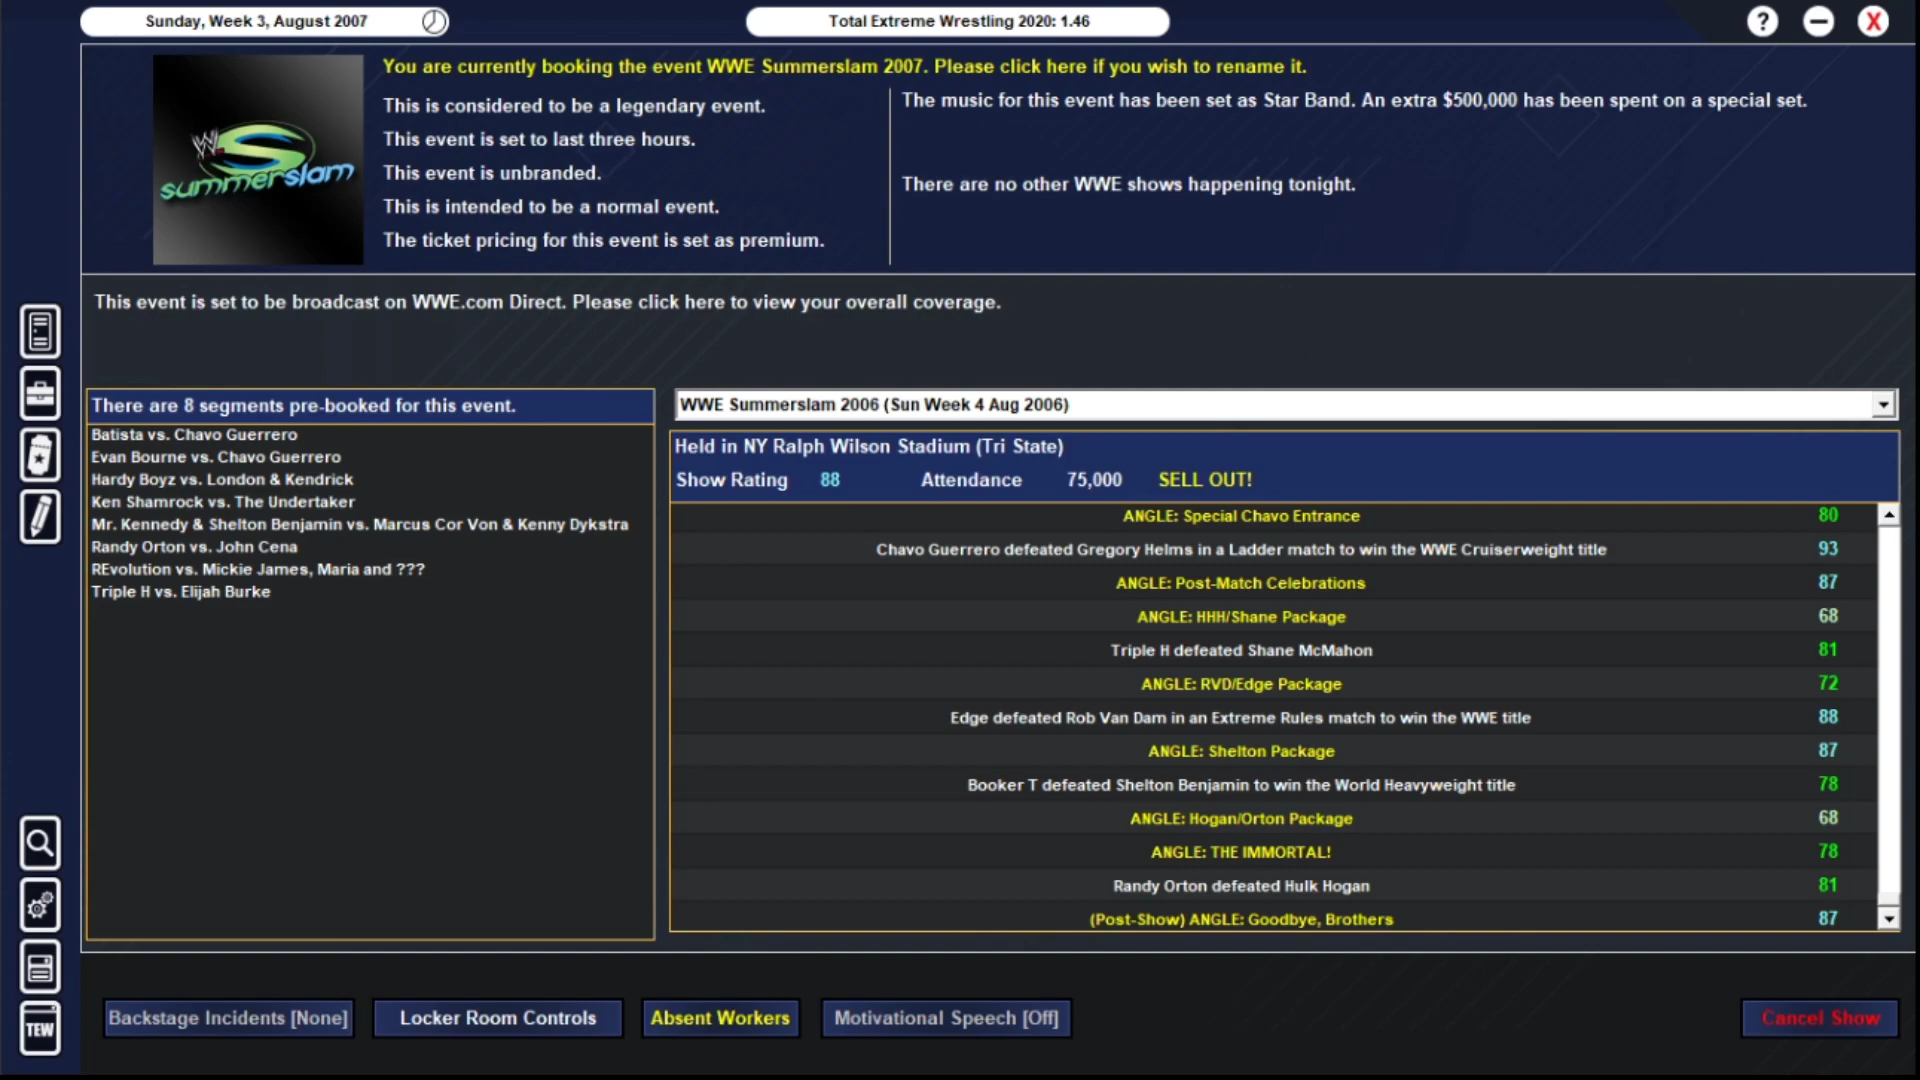 Sunday, Week 3, August 2007
Total Extreme Wrestling 2020: 1.46
?
X
W
S
summerslam
You are currently booking the event WWE Summerslam 2007. Please click here if you wish to rename it.
This is considered to be a legendary event.
This event is set to last three hours.
This event is unbranded.
This is intended to be a normal event.
The ticket pricing for this event is set as premium.
The music for this event has been set as Star Band. An extra $500,000 has been spent on a special set.
There are no other WWE shows happening tonight.
This event is set to be broadcast on WWE.com Direct. Please click here to view your overall coverage.
There are 8 segments pre-booked for this event.
Batista vs. Chavo Guerrero
Evan Bourne vs. Chavo Guerrero
Hardy Boyz vs. London & Kendrick
Ken Shamrock vs. The Undertaker
Mr. Kennedy & Shelton Benjamin vs. Marcus Cor Von & Kenny Dykstra
Randy Orton vs. John Cena
REvolution vs. Mickie James, Maria and ???
Triple H vs. Elijah Burke
WWE Summerslam 2006 (Sun Week 4 Aug 2006)
Held in NY Ralph Wilson Stadium (Tri State)
Show Rating 88 Attendance 75,000 SELL OUT!
ANGLE: Special Chavo Entrance 80
Chavo Guerrero defeated Gregory Helms in a Ladder match to win the WWE Cruiserweight title 93
ANGLE: Post-Match Celebrations 87
ANGLE: HHH/Shane Package 68
Triple H defeated Shane McMahon 81
ANGLE: RVD/Edge Package 72
Edge defeated Rob Van Dam in an Extreme Rules match to win the WWE title 88
ANGLE: Shelton Package 87
Booker T defeated Shelton Benjamin to win the World Heavyweight title 78
ANGLE: Hogan/Orton Package 68
ANGLE: THE IMMORTAL! 78
Randy Orton defeated Hulk Hogan 81
(Post-Show) ANGLE: Goodbye, Brothers 87
TEW
Backstage Incidents [None]
Locker Room Controls
Absent Workers
Motivational Speech [Off]
Cancel Show